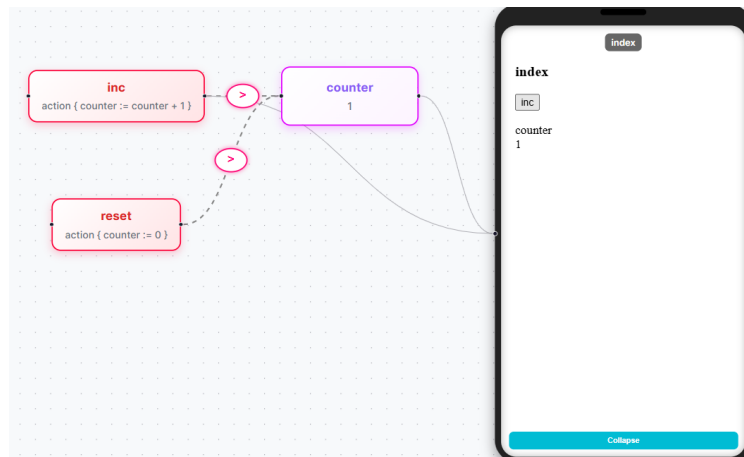 inc
action { counter := counter + 1 }
>
counter
1
>
reset
action { counter := 0 }
index
index
inc
counter
1
Collapse